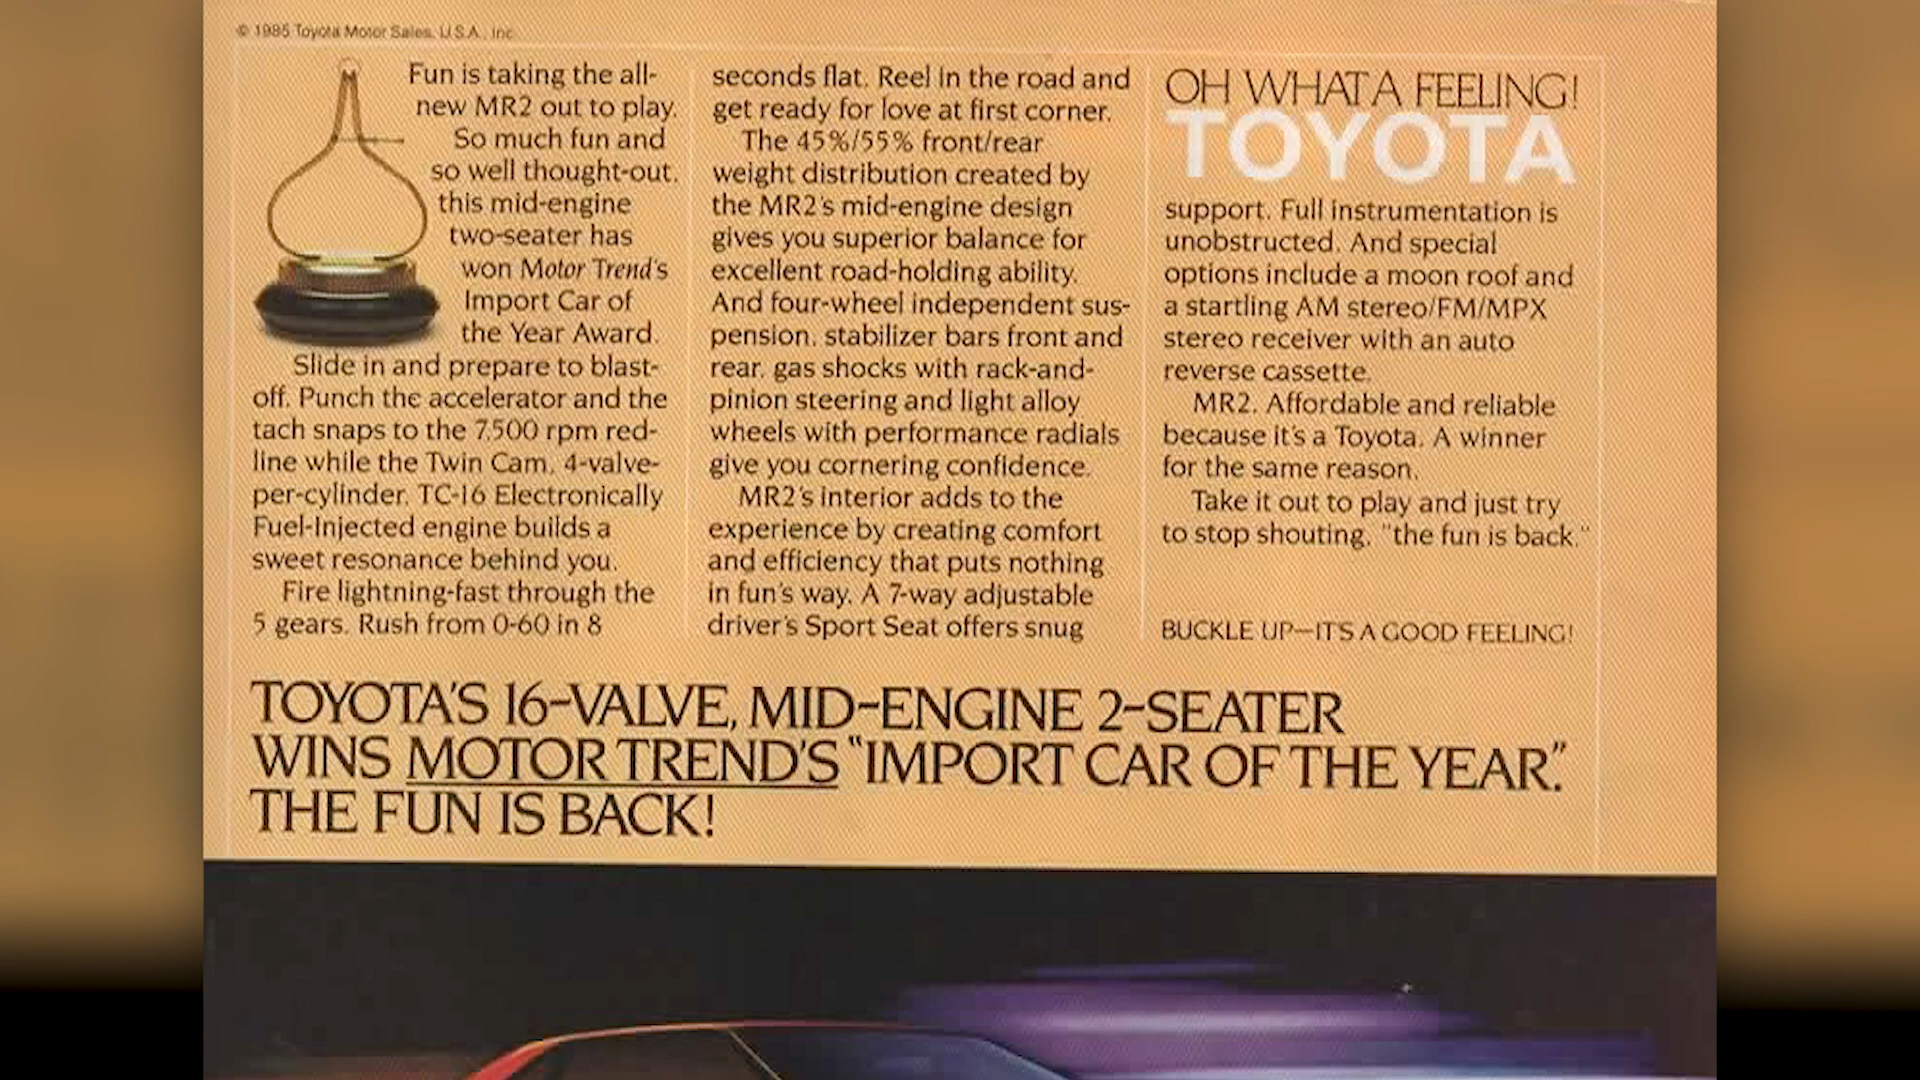 © 1985 Toyota Motor Sales, U.S.A., Inc.
Fun is taking the all-
new MR2 out to play.
So much fun and
so well thought-out,
this mid-engine
two-seater has
won Motor Trend's
Import Car of
the Year Award.
Slide in and prepare to blast-
off. Punch the accelerator and the
tach snaps to the 7,500 rpm red-
line while the Twin Cam, 4-valve-
per-cylinder, TC-16 Electronically
Fuel-Injected engine builds a
sweet resonance behind you.
Fire lightning-fast through the
5 gears. Rush from 0-60 in 8
seconds flat. Reel in the road and
get ready for love at first corner.
The 45%/55% front/rear
weight distribution created by
the MR2's mid-engine design
gives you superior balance for
excellent road-holding ability.
And four-wheel independent sus-
pension, stabilizer bars front and
rear, gas shocks with rack-and-
pinion steering and light alloy
wheels with performance radials
give you cornering confidence.
MR2's interior adds to the
experience by creating comfort
and efficiency that puts nothing
in fun's way. A 7-way adjustable
driver's Sport Seat offers snug
OH WHAT A FEELING!
TOYOTA
support. Full instrumentation is
unobstructed. And special
options include a moon roof and
a startling AM stereo/FM/MPX
stereo receiver with an auto
reverse cassette.
MR2. Affordable and reliable
because it's a Toyota. A winner
for the same reason.
Take it out to play and just try
to stop shouting, "the fun is back."
BUCKLE UP—IT'S A GOOD FEELING!
TOYOTA'S 16-VALVE, MID-ENGINE 2-SEATER
WINS MOTOR TREND'S "IMPORT CAR OF THE YEAR."
THE FUN IS BACK!